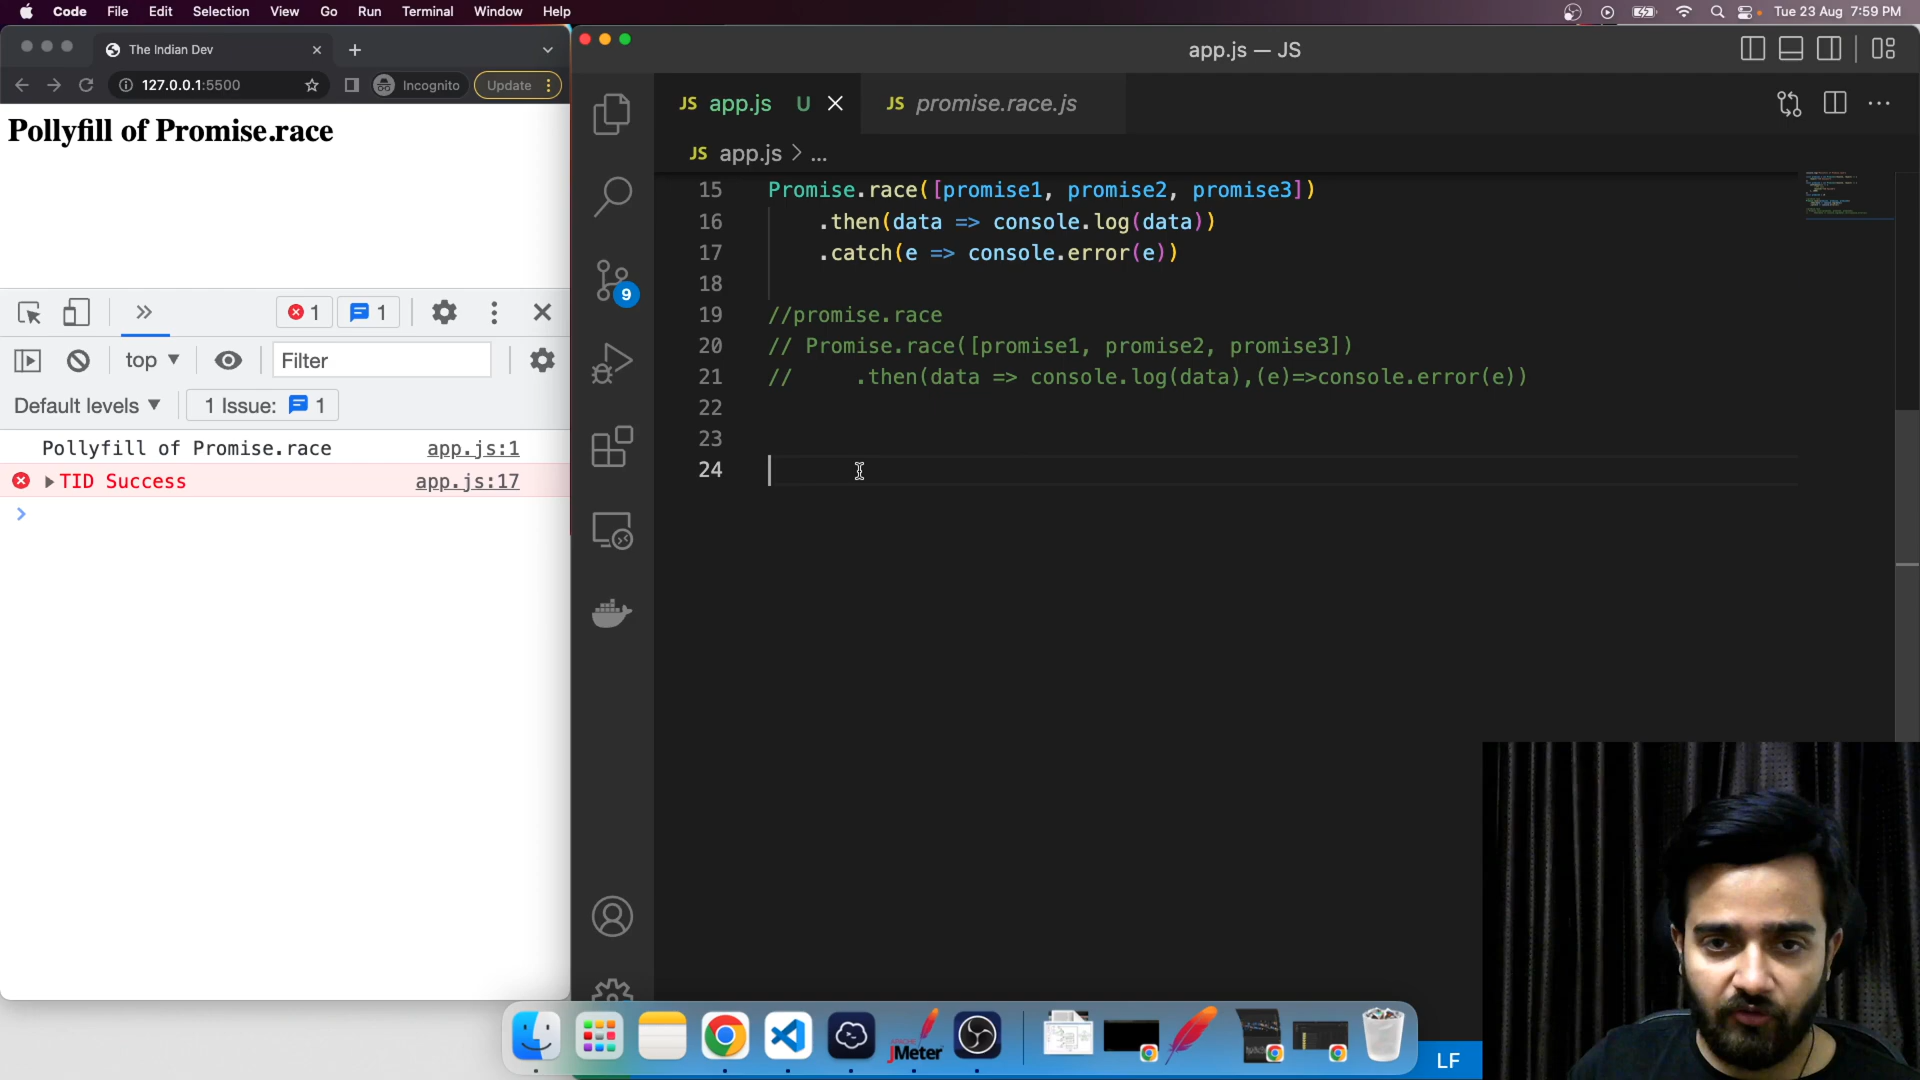 Code File Edit Selection View Go Run Terminal Window Help
Tue 23 Aug 7:59 PM
The Indian Dev
127.0.0.1:5500
Incognito
Update
Pollyfill of Promise.race
1
1
top
Filter
Default levels
1 Issue: 1
Pollyfill of Promise.race app.js:1
TID Success app.js:17
app.js — JS
JS app.js U
JS promise.race.js
JS app.js > ...
9
15 Promise.race([promise1, promise2, promise3])
16 .then(data => console.log(data))
17 .catch(e => console.error(e))
18
19 //promise.race
20 // Promise.race([promise1, promise2, promise3])
21 // .then(data => console.log(data),(e)=>console.error(e))
22
23
24
APACHE
JMeter
LF